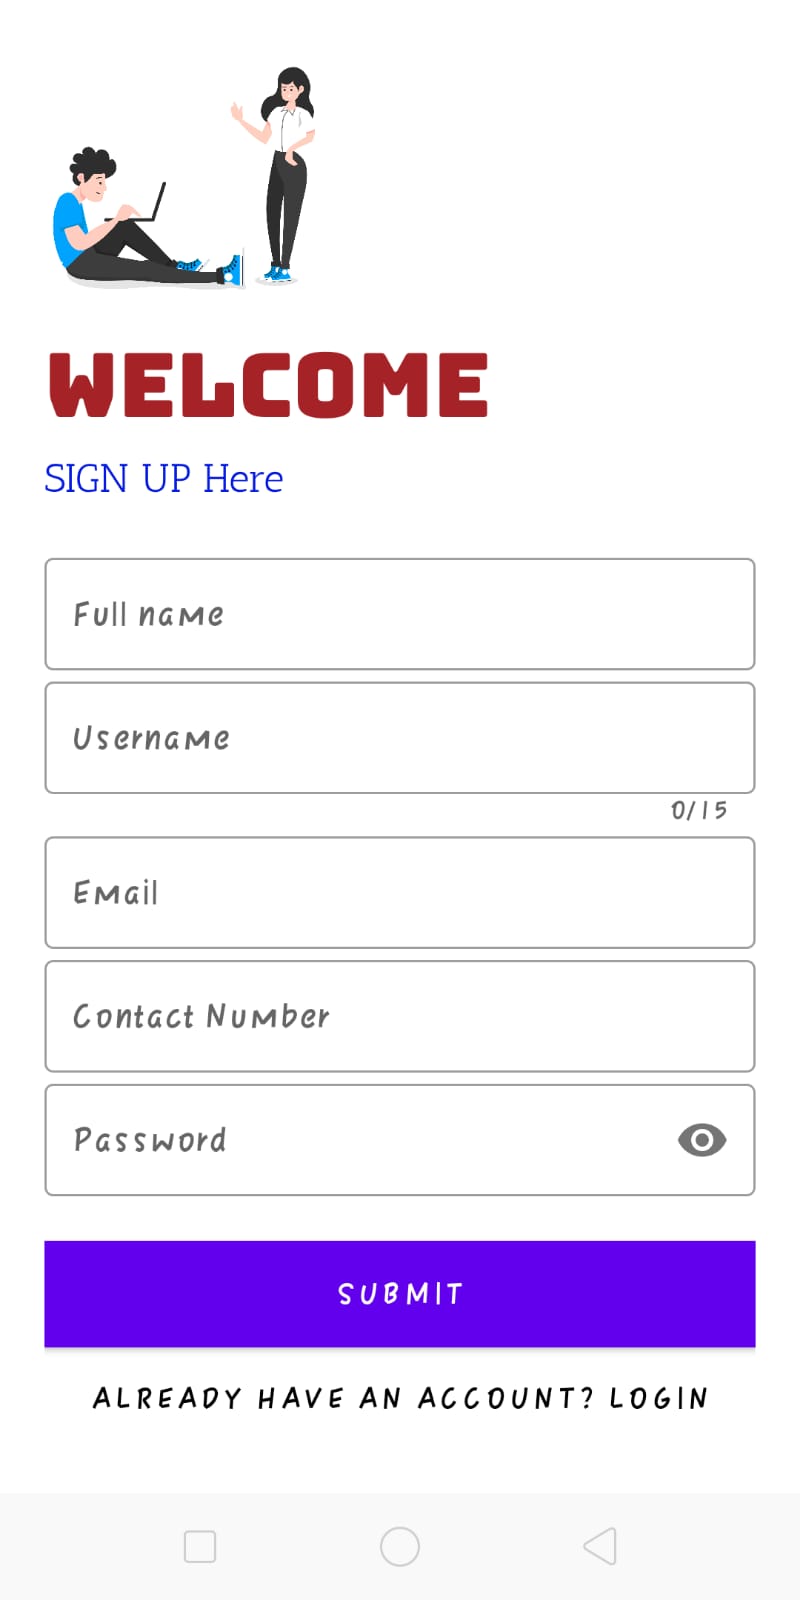 WELCOME
SIGN UP Here
Full name
Username
0/15
Email
Contact Number
Password
SUBMIT
ALREADY HAVE AN ACCOUNT? LOGIN